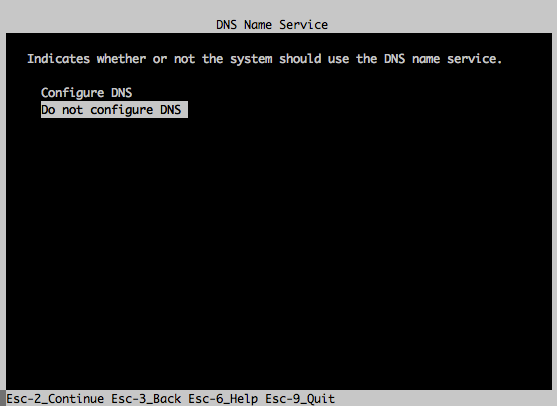 DNS Name Service
Indicates whether or not the system should use the DNS name service.
Configure DNS
Do not configure DNS
Esc-2_Continue Esc-3_Back Esc-6_Help Esc-9_Quit